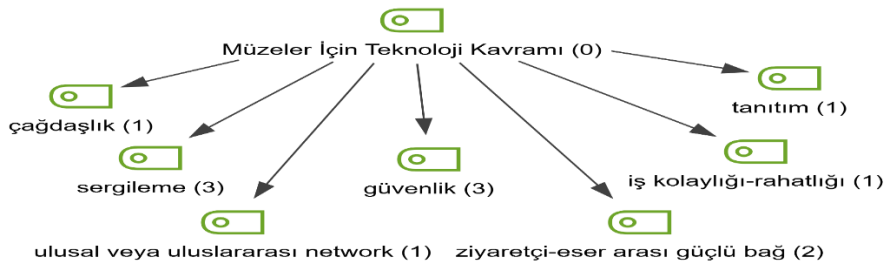 Müzeler İçin Teknoloji Kavramı (0)
çağdaşlık (1)
tanıtım (1)
sergileme (3)
güvenlik (3)
iş kolaylığı-rahatlığı (1)
ulusal veya uluslararası network (1)
ziyaretçi-eser arası güçlü bağ (2)